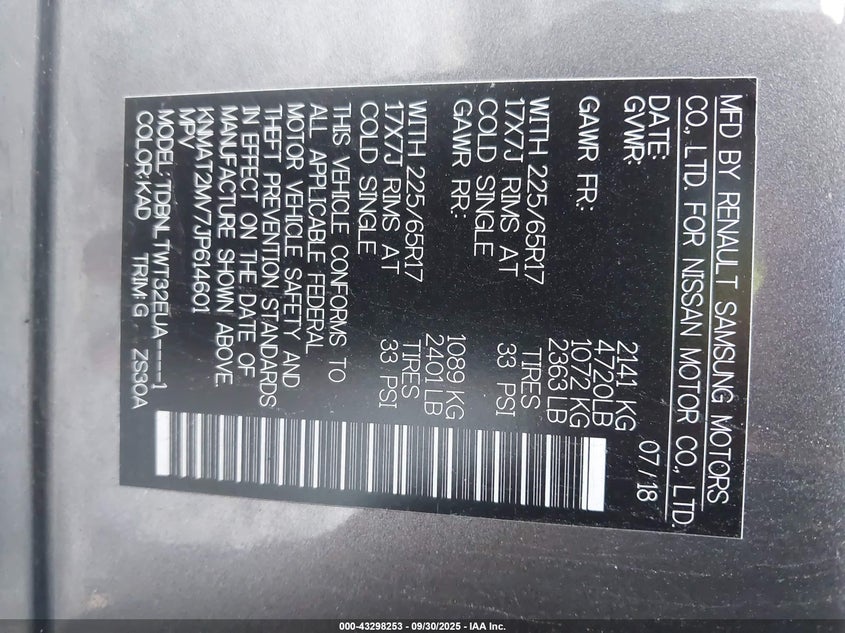 MFD BY RENAULT SAMSUNG MOTORS
CO., LTD. FOR NISSAN MOTOR CO., LTD.
DATE: 07/18
GVWR: 2141 KG
4720LB
GAWR FR: 1072 KG
2363 LB
WITH 225/65R17 TIRES
17X7J RIMS AT 33 PSI
COLD SINGLE
GAWR RR: 1089 KG
2401 LB
WITH 225/65R17 TIRES
17X7J RIMS AT 33 PSI
COLD SINGLE
THIS VEHICLE CONFORMS TO
ALL APPLICABLE FEDERAL
MOTOR VEHICLE SAFETY AND
THEFT PREVENTION STANDARDS
IN EFFECT ON THE DATE OF
MANUFACTURE SHOWN ABOVE.
KNMAT2MV7JP614601
MPV
MODEL: TDBNLTWT32EUA----1
COLOR:KAD TRIM:G 2S30A
000-43298253 - 09/30/2025 - IAA Inc.